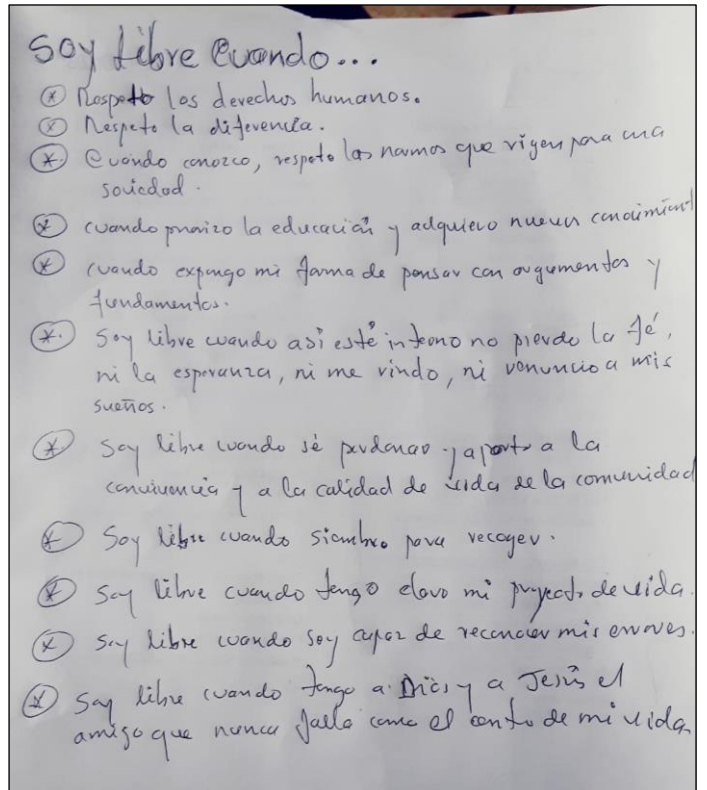 Soy libre Cuando...
* Respeto los derechos humanos.
* Respeto la diferencia.
* Cuando conozco, respeto las normas que rigen para una
sociedad.
* cuando priorizo la educación y adquiero nuevos conocimient
* cuando expongo mi forma de pensar con argumentos y
fundamentos.
* Soy libre cuando asi esté interno no pierdo la fé,
ni la esperanza, ni me rindo, ni renuncio a mis
sueños.
* Soy libre cuando sé perdonar y aporto a la
convivencia y a la calidad de vida de la comunidad
* Soy libre cuando siembro para recoger.
* Soy libre cuando tengo claro mi proyecto de vida.
* Soy libre cuando soy capaz de reconocer mis errores.
* Soy libre cuando tengo a Dios y a Jesús el
amigo que nunca falla como el centro de mi vida.